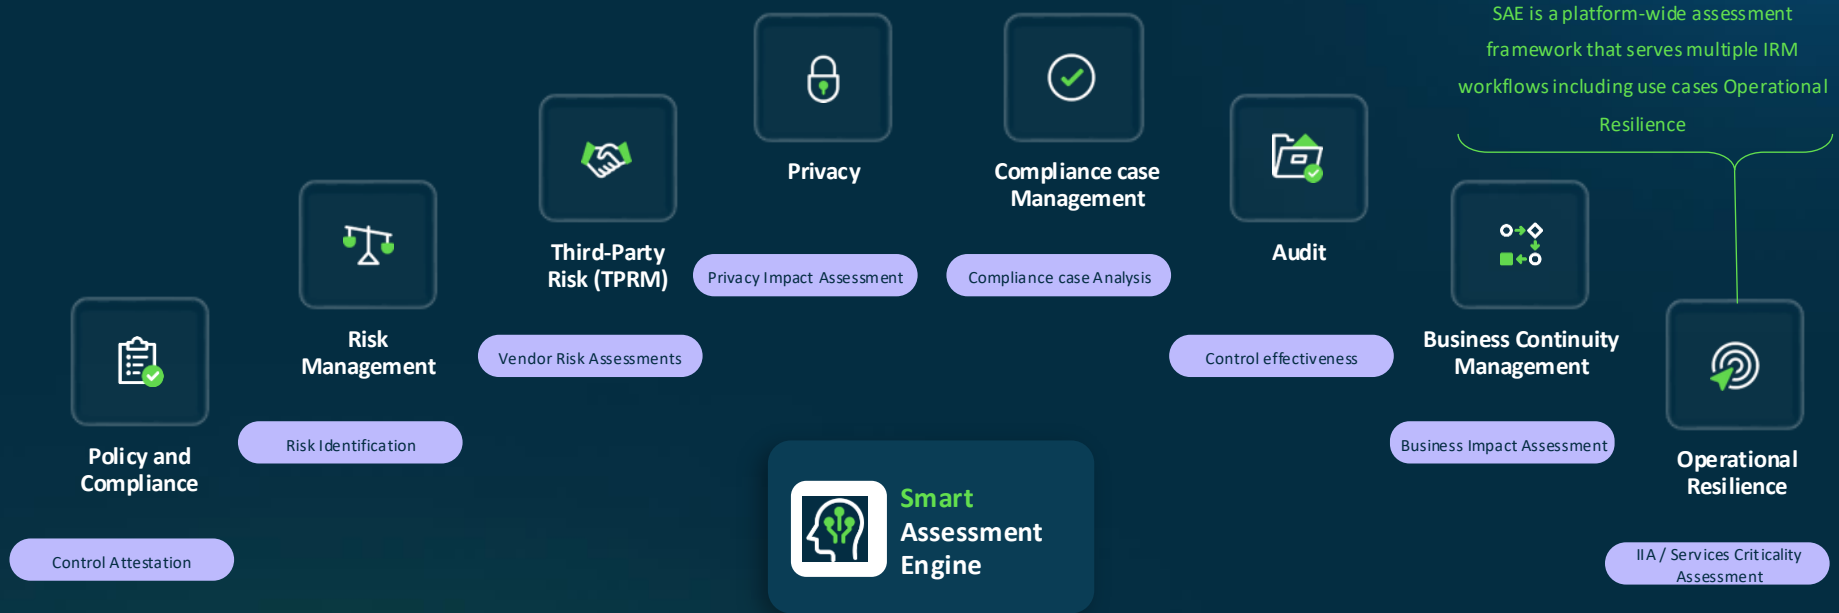 SAE is a platform-wide assessment
framework that serves multiple IRM
workflows including use cases Operational
Resilience
Policy and
Compliance
Control Attestation
Risk
Management
Risk Identification
Third-Party
Risk (TPRM)
Vendor Risk Assessments
Privacy
Privacy Impact Assessment
Compliance case
Management
Compliance case Analysis
Audit
Control effectiveness
Business Continuity
Management
Business Impact Assessment
Operational
Resilience
IIA / Services Criticality
Assessment
Smart
Assessment
Engine